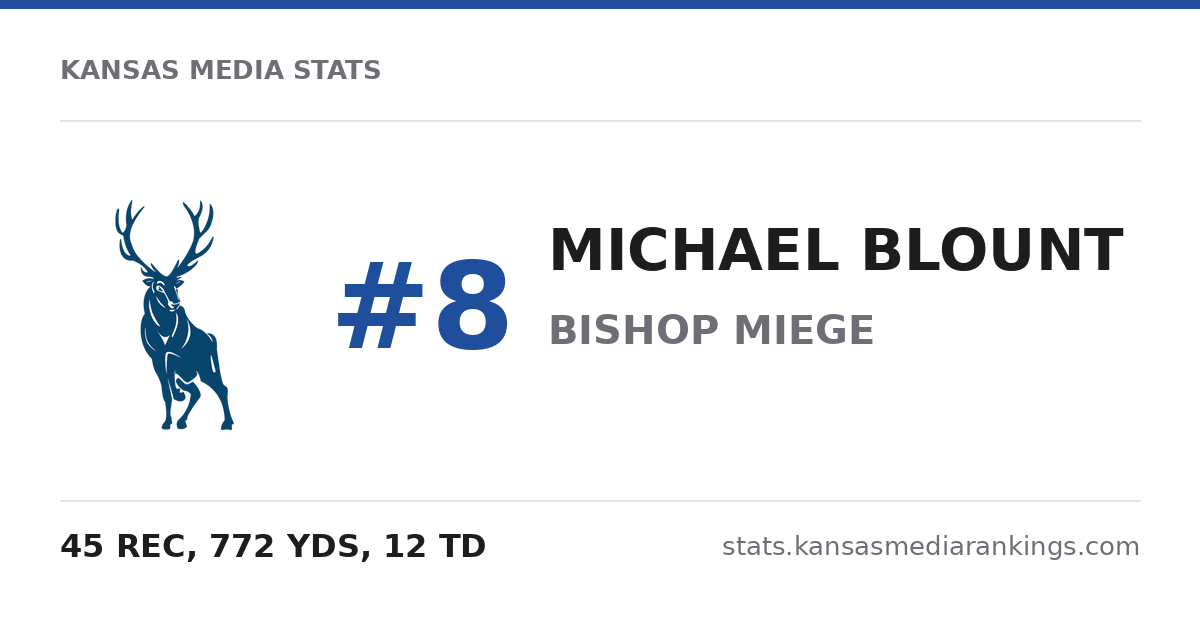 KANSAS MEDIA STATS
#8
MICHAEL BLOUNT
BISHOP MIEGE
45 REC, 772 YDS, 12 TD
stats.kansasmediarankings.com